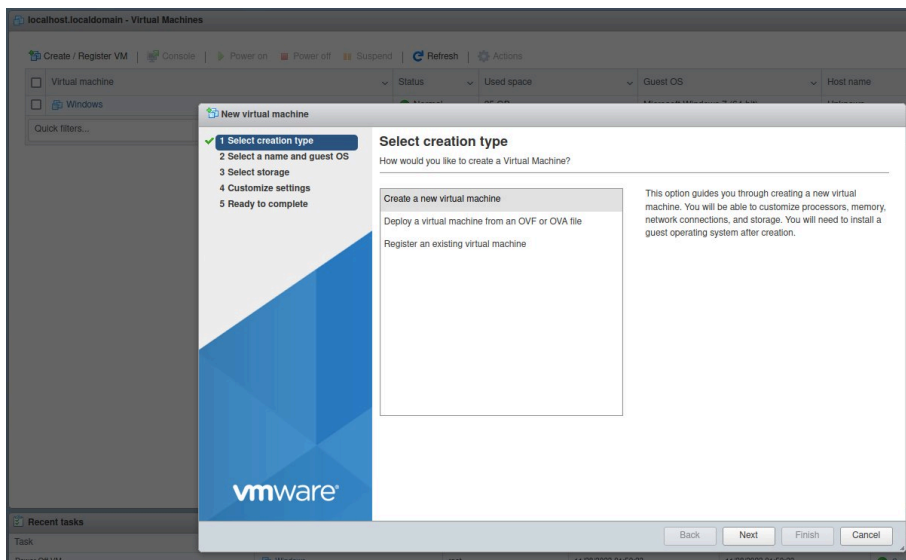 localhost.localdomain - Virtual Machines
Create / Register VM | Console | Power on Power off Suspend | Refresh | Actions
Virtual machine Status Used space Guest OS Host name
Windows Normal
Quick filters...
New virtual machine
1 Select creation type
2 Select a name and guest OS
3 Select storage
4 Customize settings
5 Ready to complete
Select creation type
How would you like to create a Virtual Machine?
Create a new virtual machine
Deploy a virtual machine from an OVF or OVA file
Register an existing virtual machine
This option guides you through creating a new virtual
machine. You will be able to customize processors, memory,
network connections, and storage. You will need to install a
guest operating system after creation.
vmware®
Back Next Finish Cancel
Recent tasks
Task